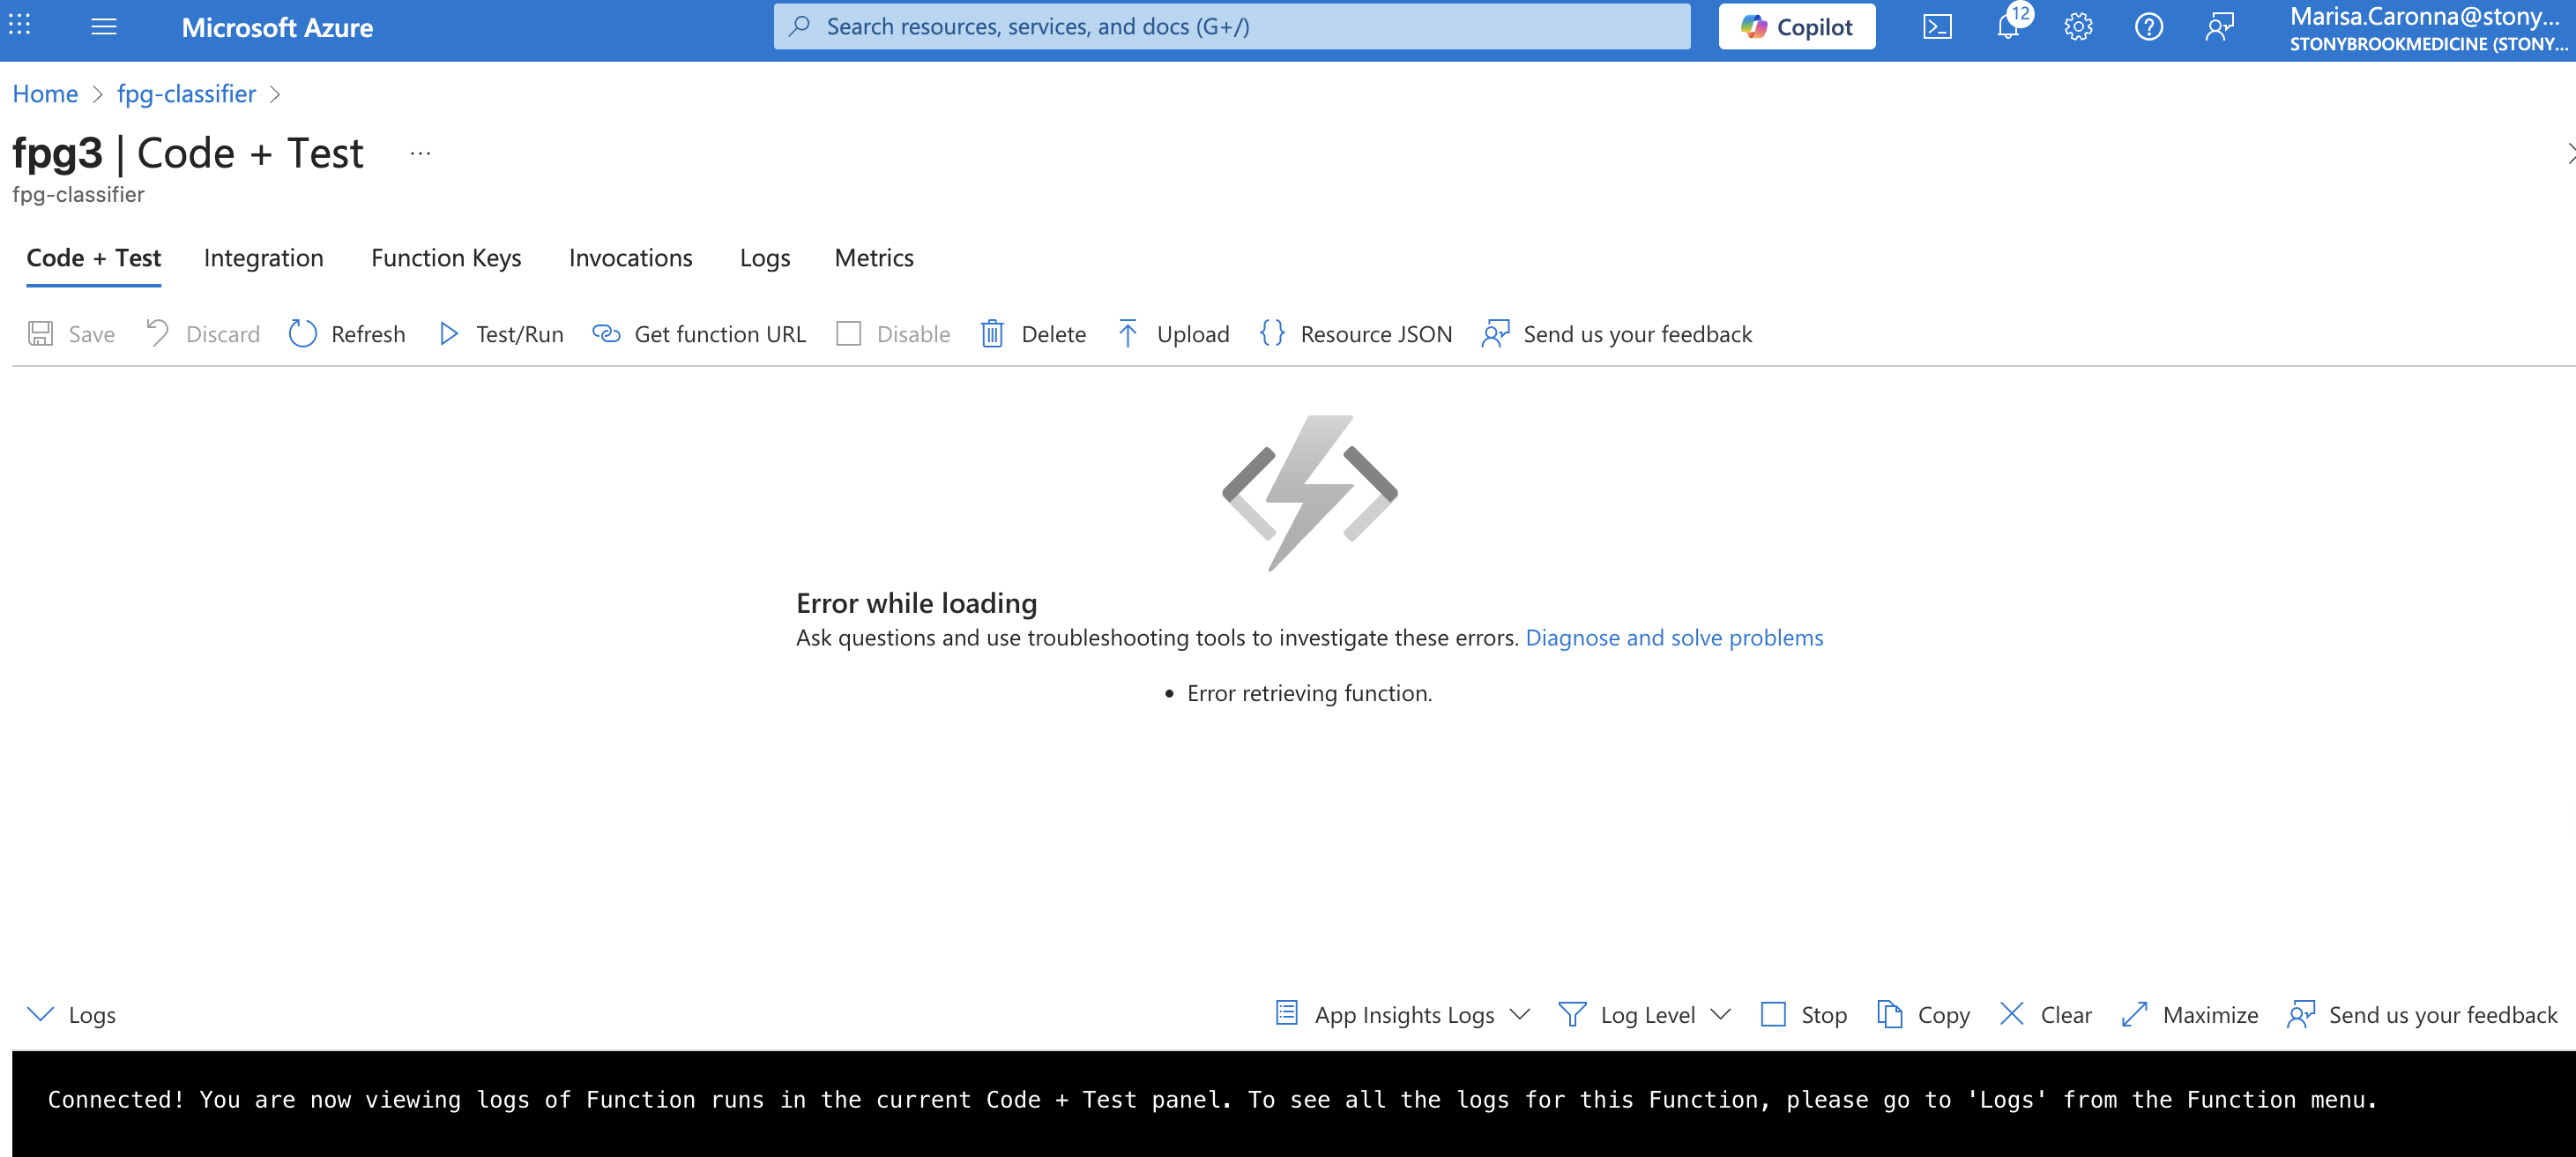 Microsoft Azure
Search resources, services, and docs (G+/)
Copilot
12
Marisa.Caronna@stony...
STONYBROOKMEDICINE (STONY...
Home > fpg-classifier >
fpg3 | Code + Test ...
fpg-classifier
Code + Test Integration Function Keys Invocations Logs Metrics
Save Discard Refresh Test/Run Get function URL Disable Delete Upload {} Resource JSON Send us your feedback
Error while loading
Ask questions and use troubleshooting tools to investigate these errors. Diagnose and solve problems
• Error retrieving function.
Logs App Insights Logs Log Level Stop Copy Clear Maximize Send us your feedback
Connected! You are now viewing logs of Function runs in the current Code + Test panel. To see all the logs for this Function, please go to 'Logs' from the Function menu.